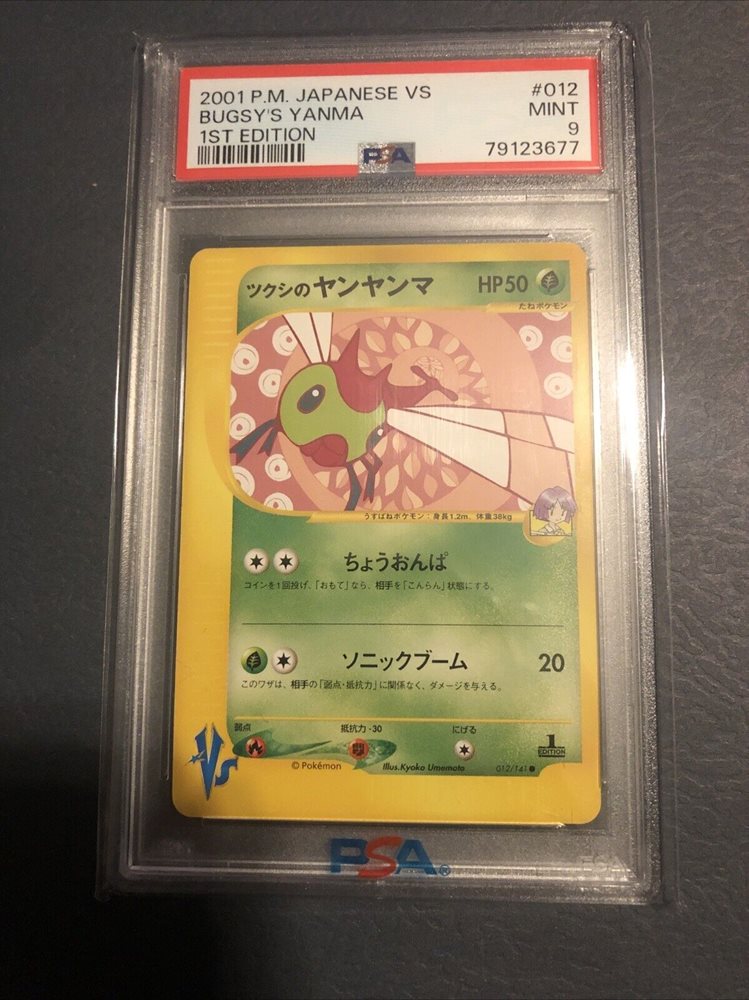 2001 P.M. JAPANESE VS #012
BUGSY'S YANMA MINT
1ST EDITION 9
PSA 79123677
ツクシのヤンヤンマ HP50
たねポケモン
うすばねポケモン：身長1.2m、体重38kg
ちょうおんぱ
コインを1回投げ、「おもて」なら、相手を「こんらん」状態にする。
ソニックブーム 20
このワザは、相手の「弱点・抵抗力」に関係なく、ダメージを与える。
弱点 抵抗力-30 にげる
1
EDITION
VS
© Pokémon Illus.Kyoko Umemoto 012/141
PSA®